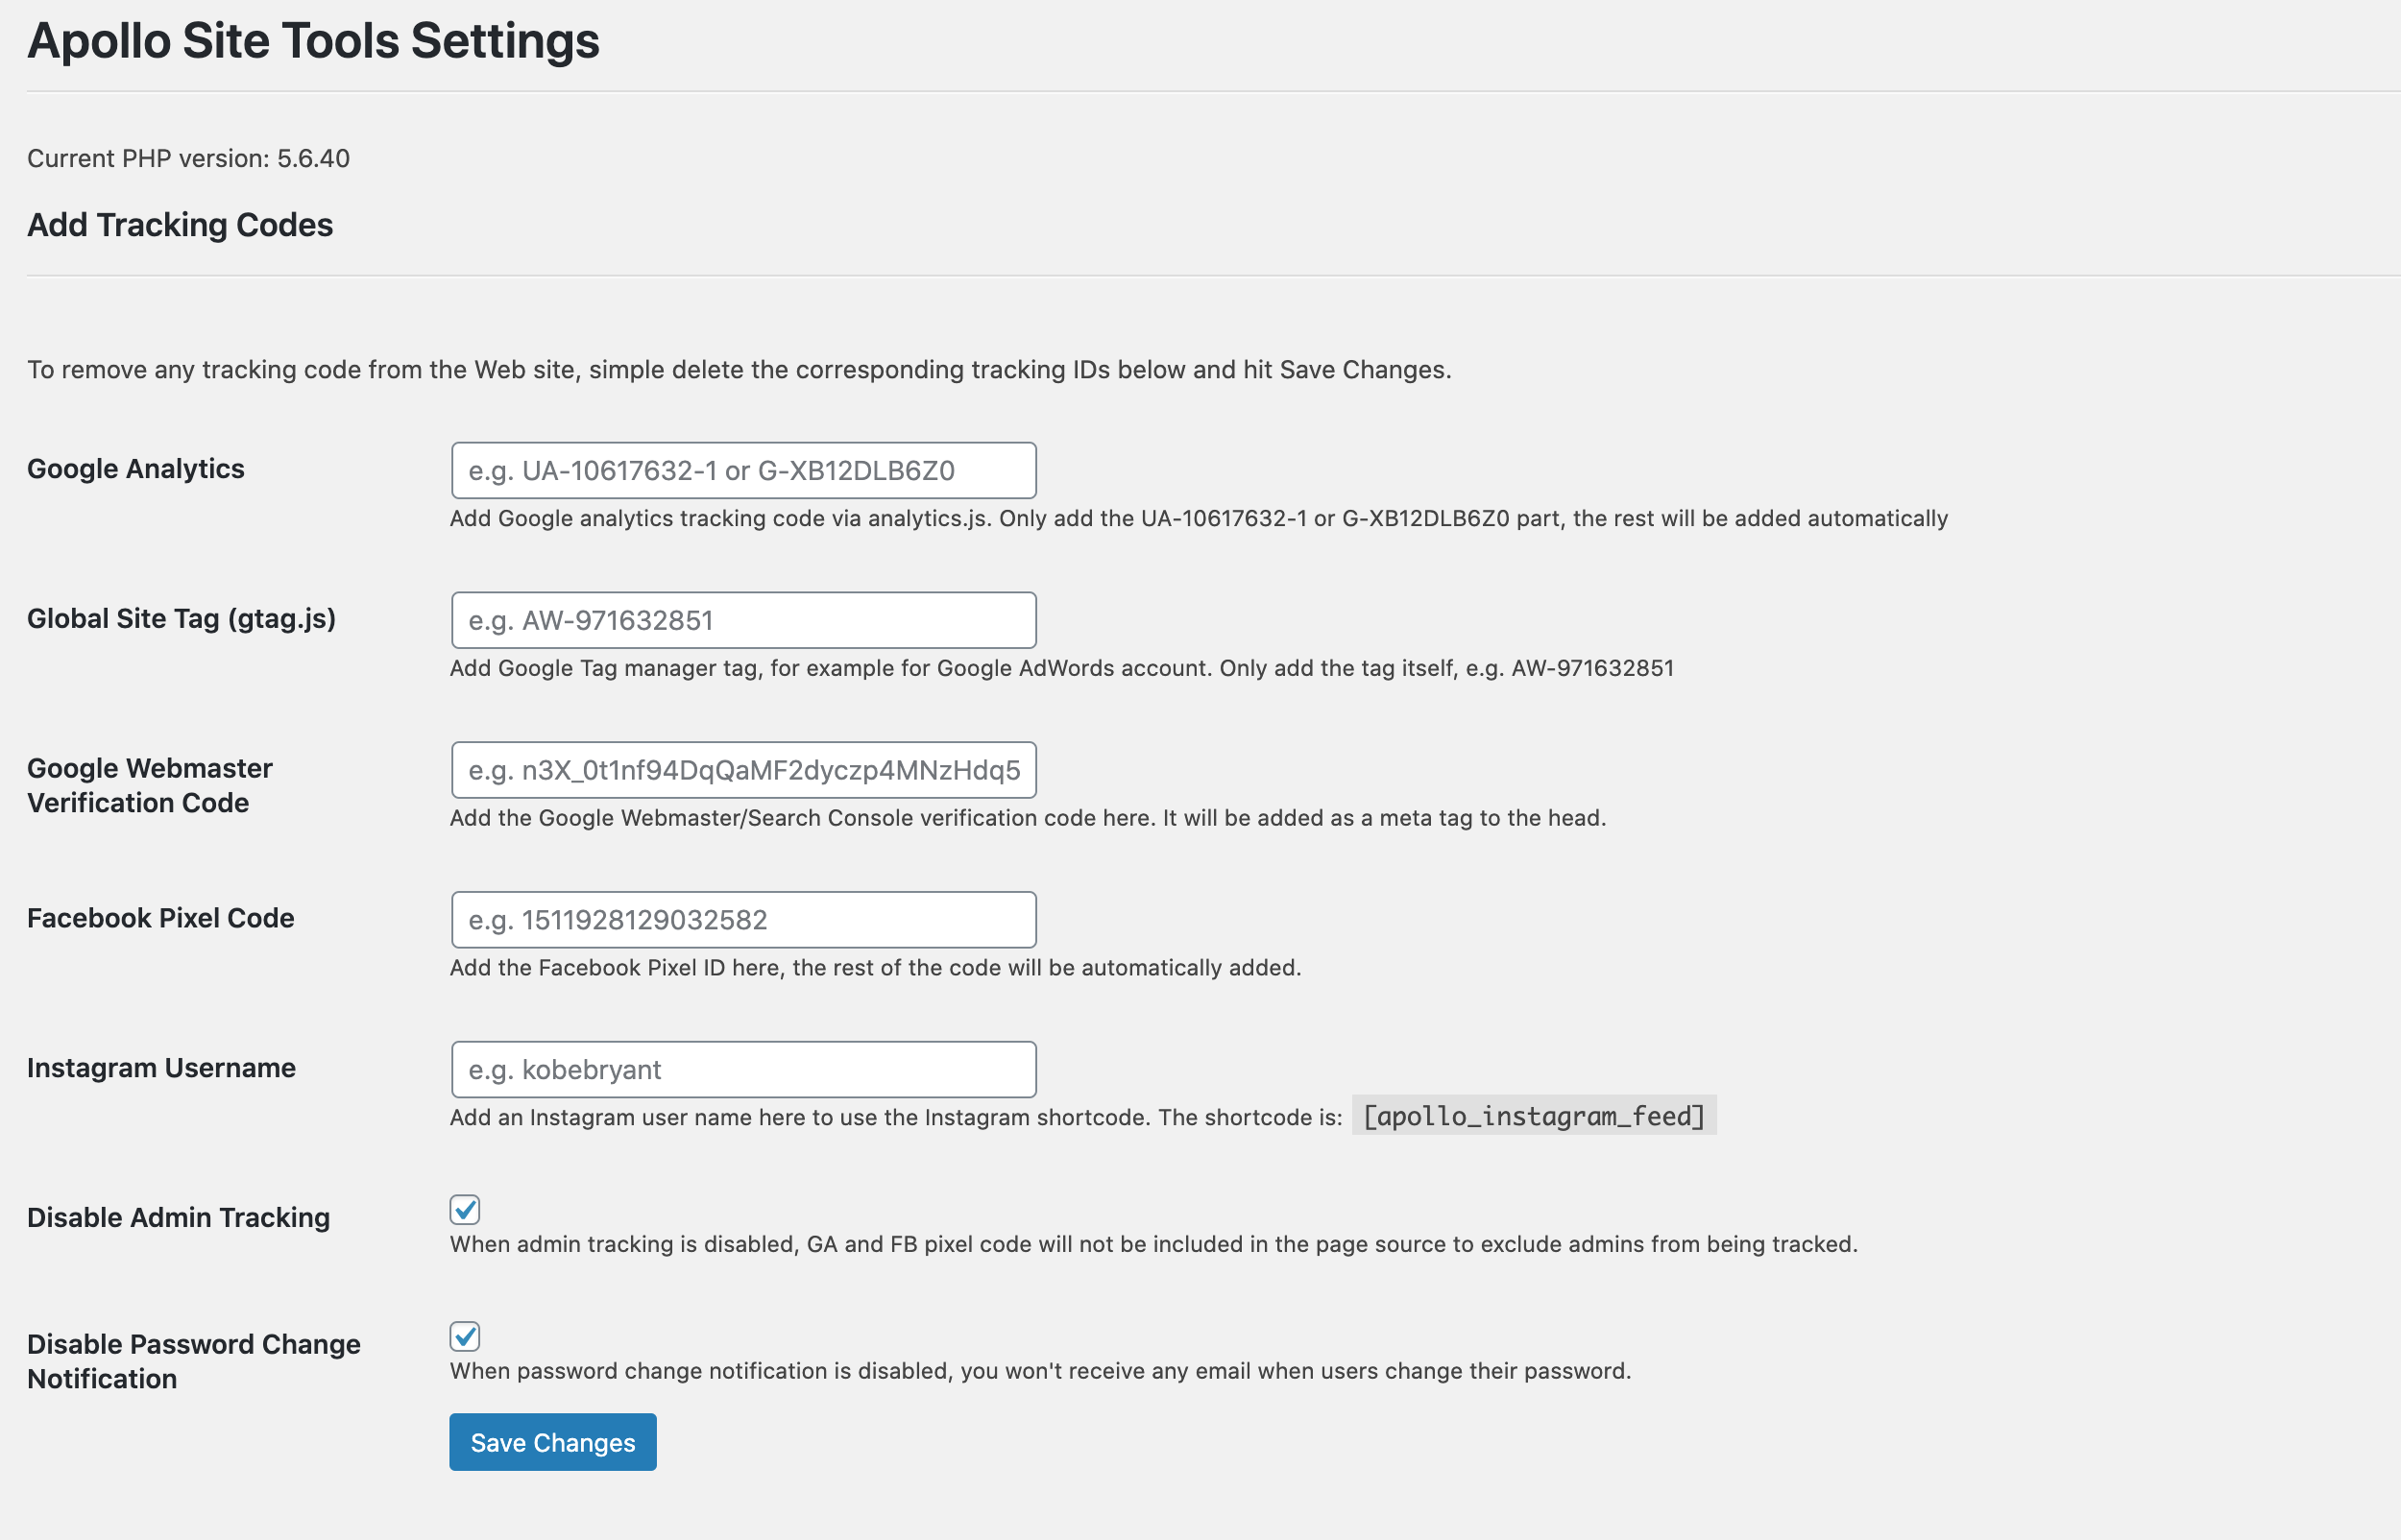 Apollo Site Tools Settings
Current PHP version: 5.6.40
Add Tracking Codes
To remove any tracking code from the Web site, simple delete the corresponding tracking IDs below and hit Save Changes.
Google Analytics
e.g. UA-10617632-1 or G-XB12DLB6Z0
Add Google analytics tracking code via analytics.js. Only add the UA-10617632-1 or G-XB12DLB6Z0 part, the rest will be added automatically
Global Site Tag (gtag.js)
e.g. AW-971632851
Add Google Tag manager tag, for example for Google AdWords account. Only add the tag itself, e.g. AW-971632851
Google Webmaster
Verification Code
e.g. n3X_0t1nf94DqQaMF2dyczp4MNzHdq5
Add the Google Webmaster/Search Console verification code here. It will be added as a meta tag to the head.
Facebook Pixel Code
e.g. 1511928129032582
Add the Facebook Pixel ID here, the rest of the code will be automatically added.
Instagram Username
e.g. kobebryant
Add an Instagram user name here to use the Instagram shortcode. The shortcode is: [apollo_instagram_feed]
Disable Admin Tracking
When admin tracking is disabled, GA and FB pixel code will not be included in the page source to exclude admins from being tracked.
Disable Password Change
Notification
When password change notification is disabled, you won't receive any email when users change their password.
Save Changes